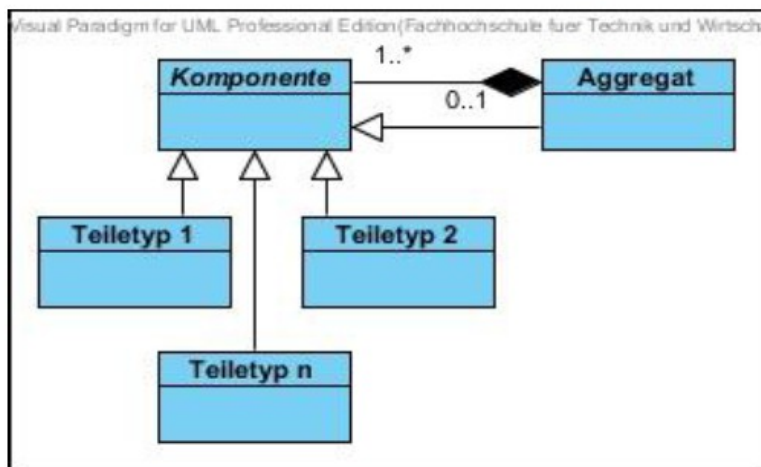 Visual Paradigm for UML Professional Edition(Fachhochschule fuer Technik und Wirtscha
1..*
Komponente
Aggregat
0..1
Teiletyp 1
Teiletyp 2
Teiletyp n